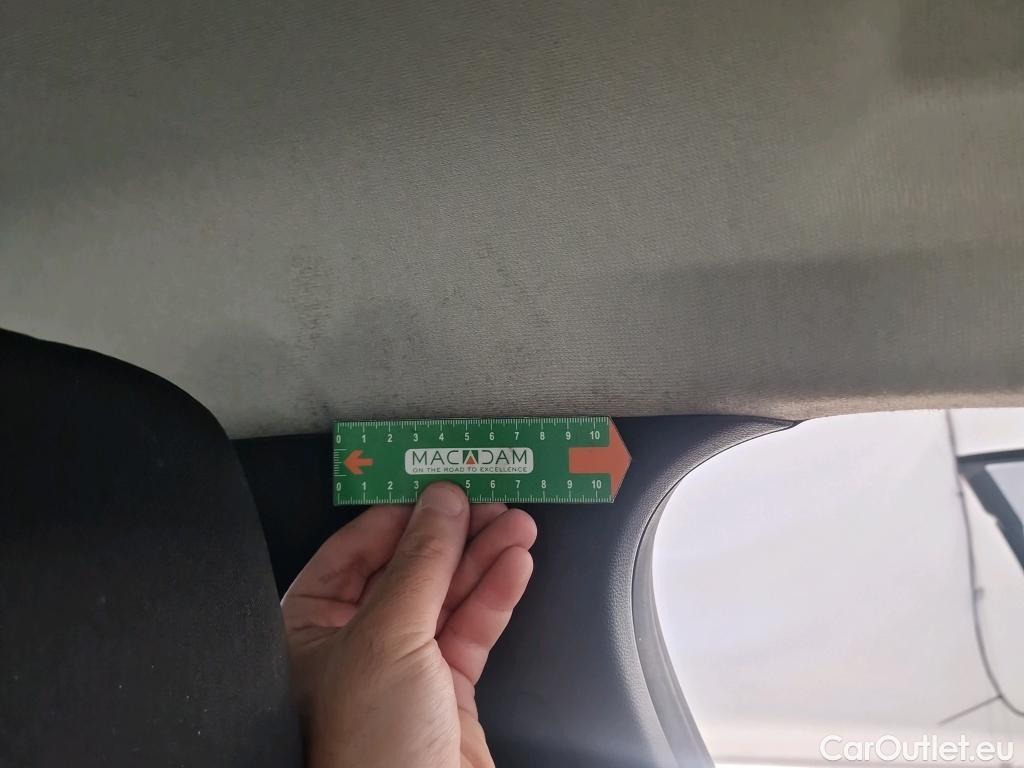 0 1 2 3 4 5 6 7 8 9 10
MACADAM
ON THE ROAD TO EXCELLENCE
0 1 2 3 5 6 7 8 9 10
CarOutlet.eu